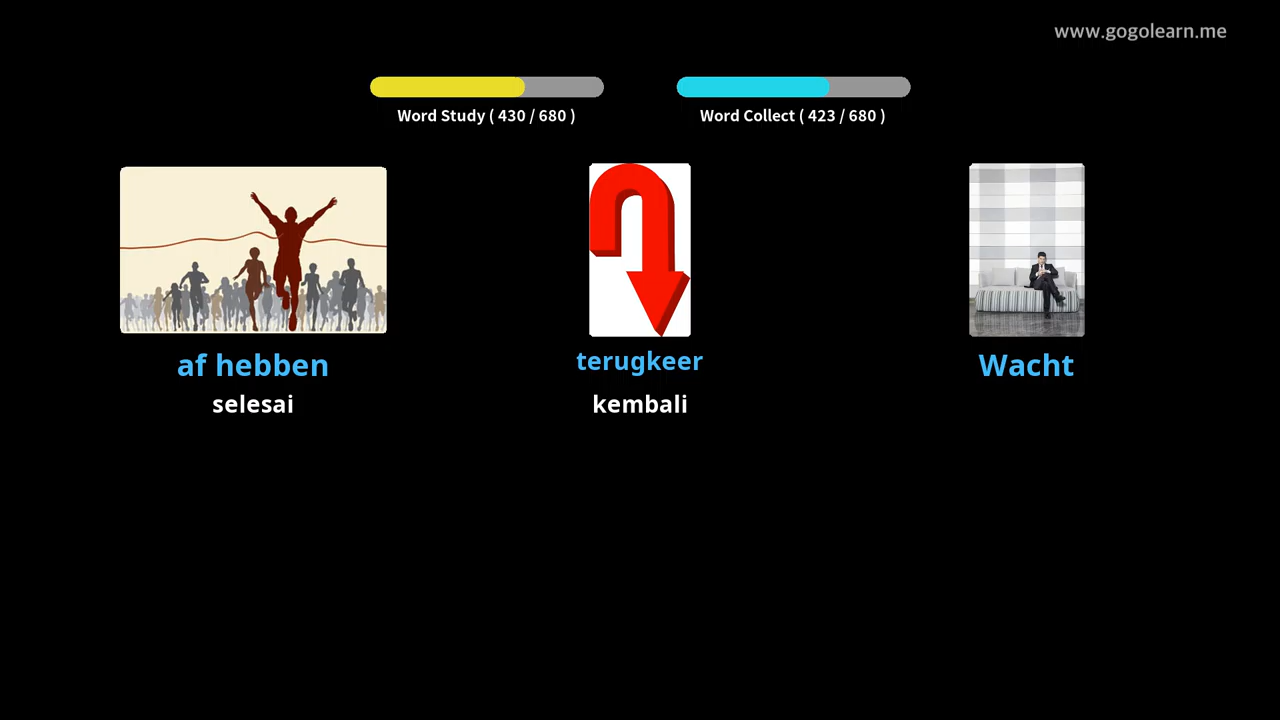 www.gogolearn.me
Word Study ( 430 / 680 )
Word Collect ( 423 / 680 )
af hebben
selesai
terugkeer
kembali
Wacht